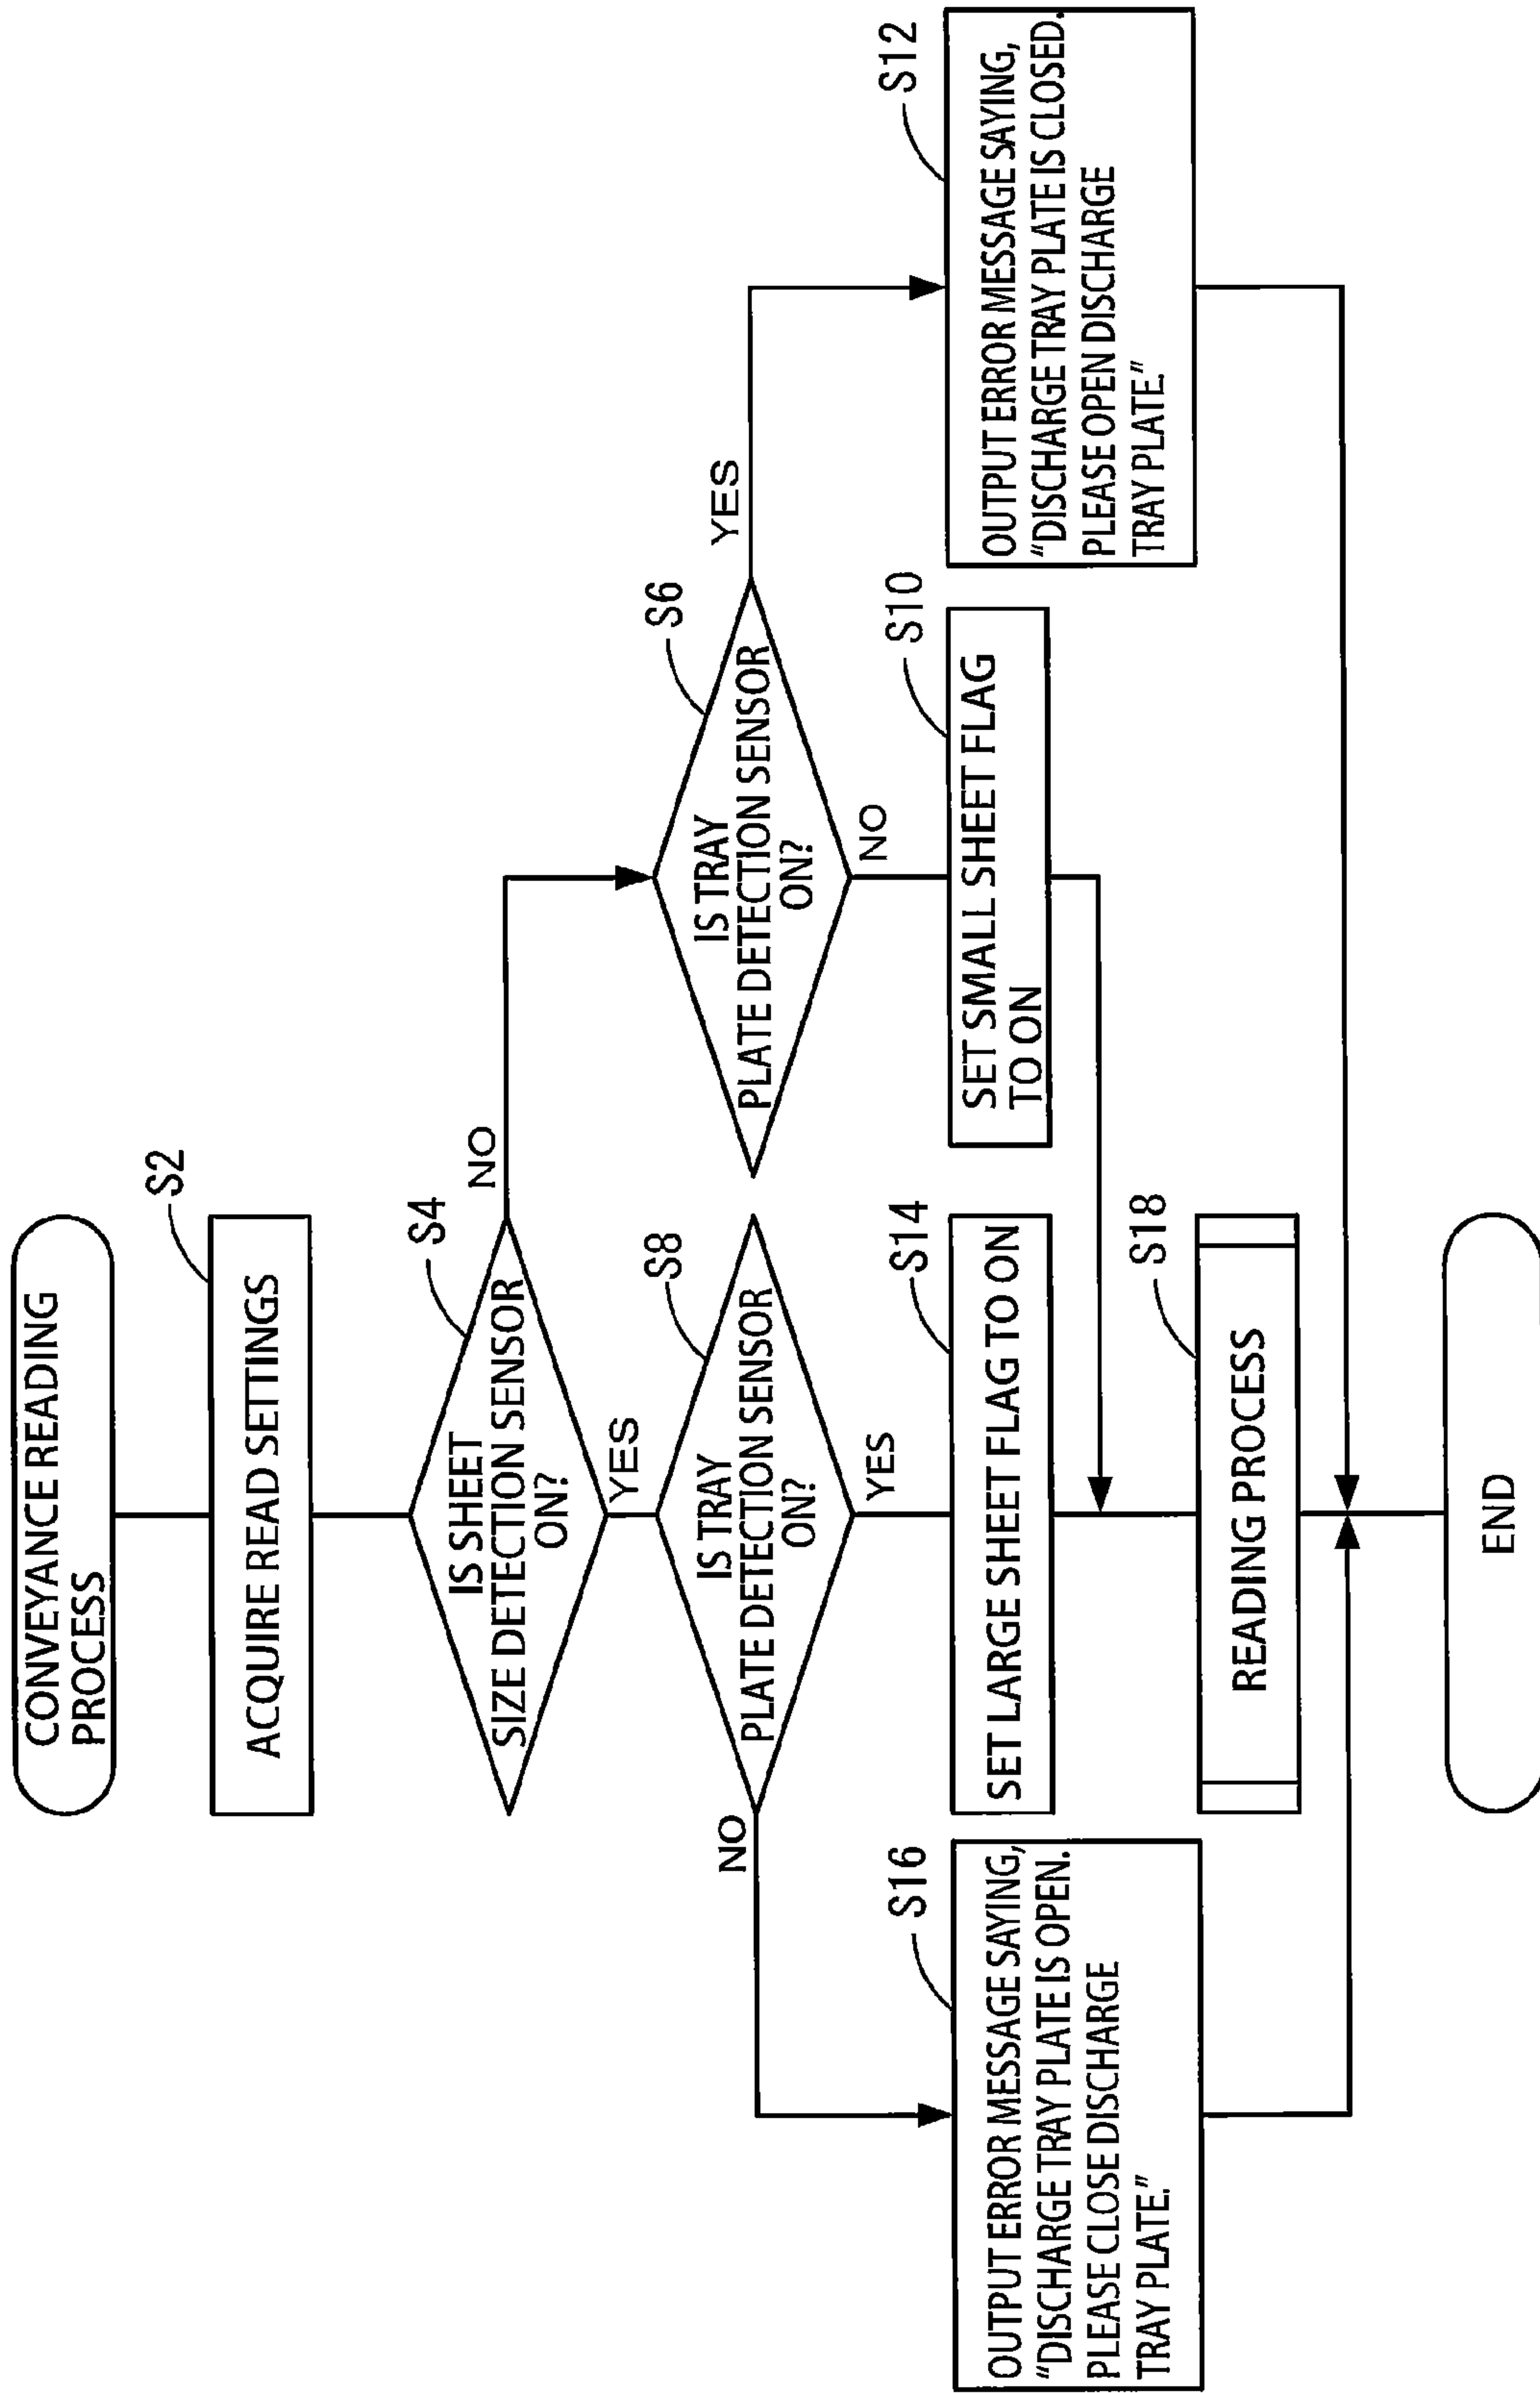 CONVEYANCE READING
PROCESS
S2
ACQUIRE READ SETTINGS
S4
IS SHEET
SIZE DETECTION SENSOR
ON?
NO
YES
S8
IS TRAY
PLATE DETECTION SENSOR
ON?
NO
YES
S6
IS TRAY
PLATE DETECTION SENSOR
ON?
YES
NO
S16
OUTPUT ERROR MESSAGE SAYING,
“DISCHARGE TRAY PLATE IS OPEN.
PLEASE CLOSE DISCHARGE
TRAY PLATE.”
S14
SET LARGE SHEET FLAG TO ON
S10
SET SMALL SHEET FLAG
TO ON
S12
OUTPUT ERROR MESSAGE SAYING,
“DISCHARGE TRAY PLATE IS CLOSED.
PLEASE OPEN DISCHARGE
TRAY PLATE.”
S18
READING PROCESS
END